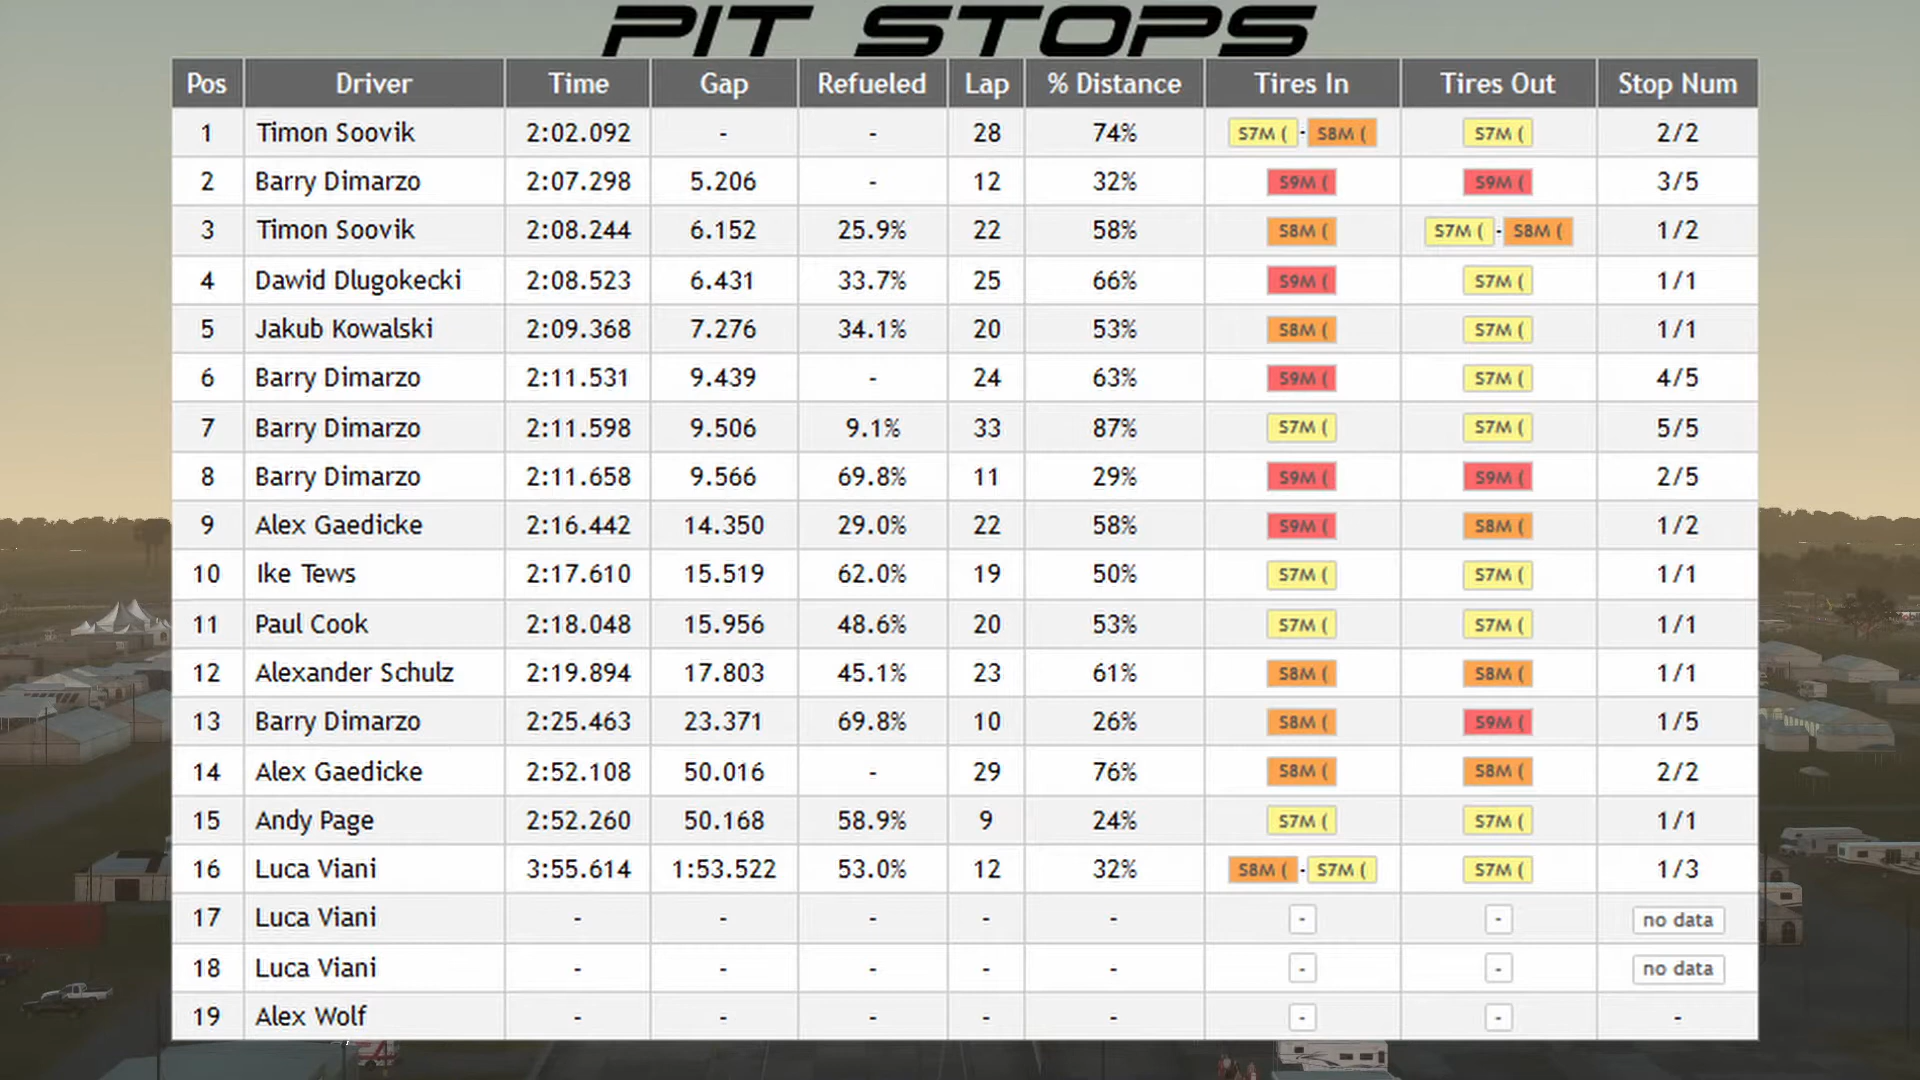 PIT STOPS
Pos Driver Time Gap Refueled Lap % Distance Tires In Tires Out Stop Num
1 Timon Soovik 2:02.092 - - 28 74% S7M ( - S8M ( S7M ( 2/2
2 Barry Dimarzo 2:07.298 5.206 - 12 32% S9M ( S9M ( 3/5
3 Timon Soovik 2:08.244 6.152 25.9% 22 58% S8M ( S7M ( - S8M ( 1/2
4 Dawid Dlugokecki 2:08.523 6.431 33.7% 25 66% S9M ( S7M ( 1/1
5 Jakub Kowalski 2:09.368 7.276 34.1% 20 53% S8M ( S7M ( 1/1
6 Barry Dimarzo 2:11.531 9.439 - 24 63% S9M ( S7M ( 4/5
7 Barry Dimarzo 2:11.598 9.506 9.1% 33 87% S7M ( S7M ( 5/5
8 Barry Dimarzo 2:11.658 9.566 69.8% 11 29% S9M ( S9M ( 2/5
9 Alex Gaedicke 2:16.442 14.350 29.0% 22 58% S9M ( S8M ( 1/2
10 Ike Tews 2:17.610 15.519 62.0% 19 50% S7M ( S7M ( 1/1
11 Paul Cook 2:18.048 15.956 48.6% 20 53% S7M ( S7M ( 1/1
12 Alexander Schulz 2:19.894 17.803 45.1% 23 61% S8M ( S8M ( 1/1
13 Barry Dimarzo 2:25.463 23.371 69.8% 10 26% S8M ( S9M ( 1/5
14 Alex Gaedicke 2:52.108 50.016 - 29 76% S8M ( S8M ( 2/2
15 Andy Page 2:52.260 50.168 58.9% 9 24% S7M ( S7M ( 1/1
16 Luca Viani 3:55.614 1:53.522 53.0% 12 32% S8M ( - S7M ( S7M ( 1/3
17 Luca Viani - - - - - - - no data
18 Luca Viani - - - - - - - no data
19 Alex Wolf - - - - - - - -